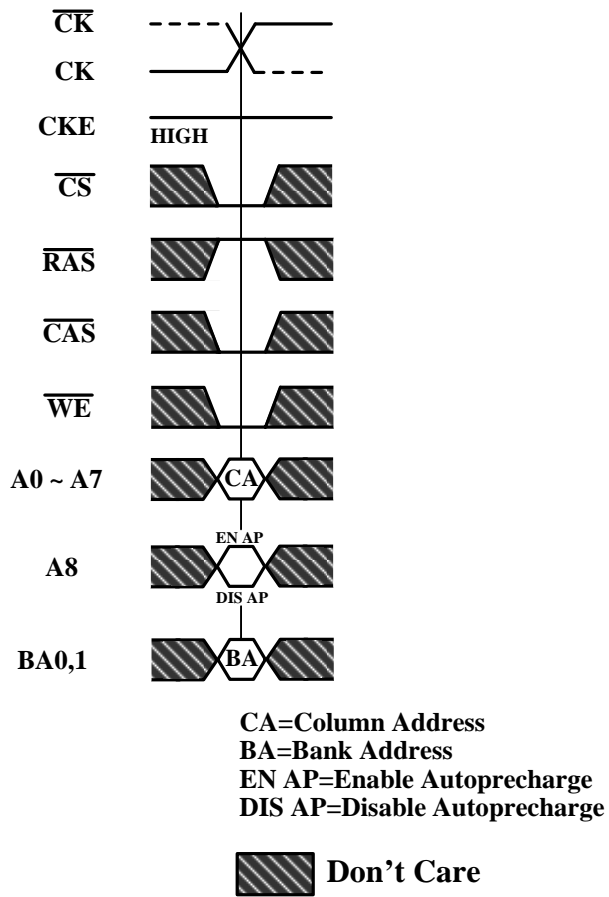 CK
CK
CKE
HIGH
CS
RAS
CAS
WE
A0 ~ A7
CA
EN AP
A8
DIS AP
BA0,1
BA
CA=Column Address
BA=Bank Address
EN AP=Enable Autoprecharge
DIS AP=Disable Autoprecharge
Don't Care